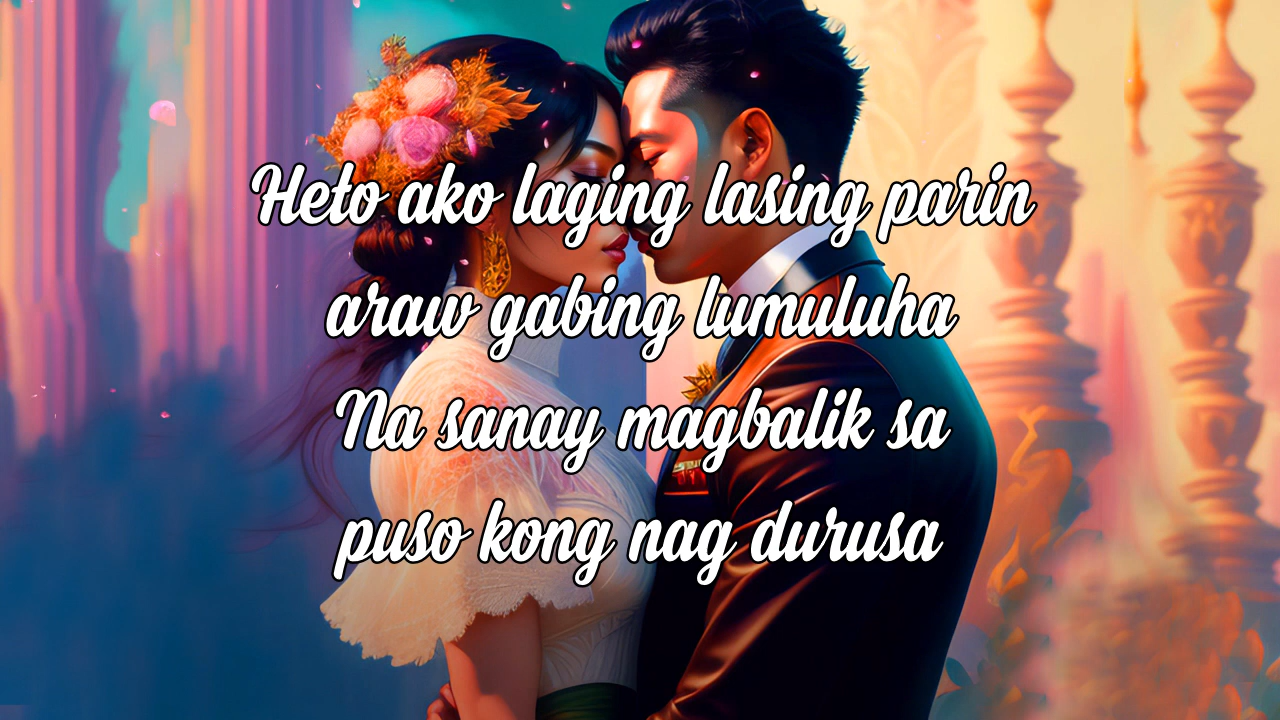 Heto ako laging lasing parin
araw gabing lumuluha
Na sanay magbalik sa
puso kong nag durusa